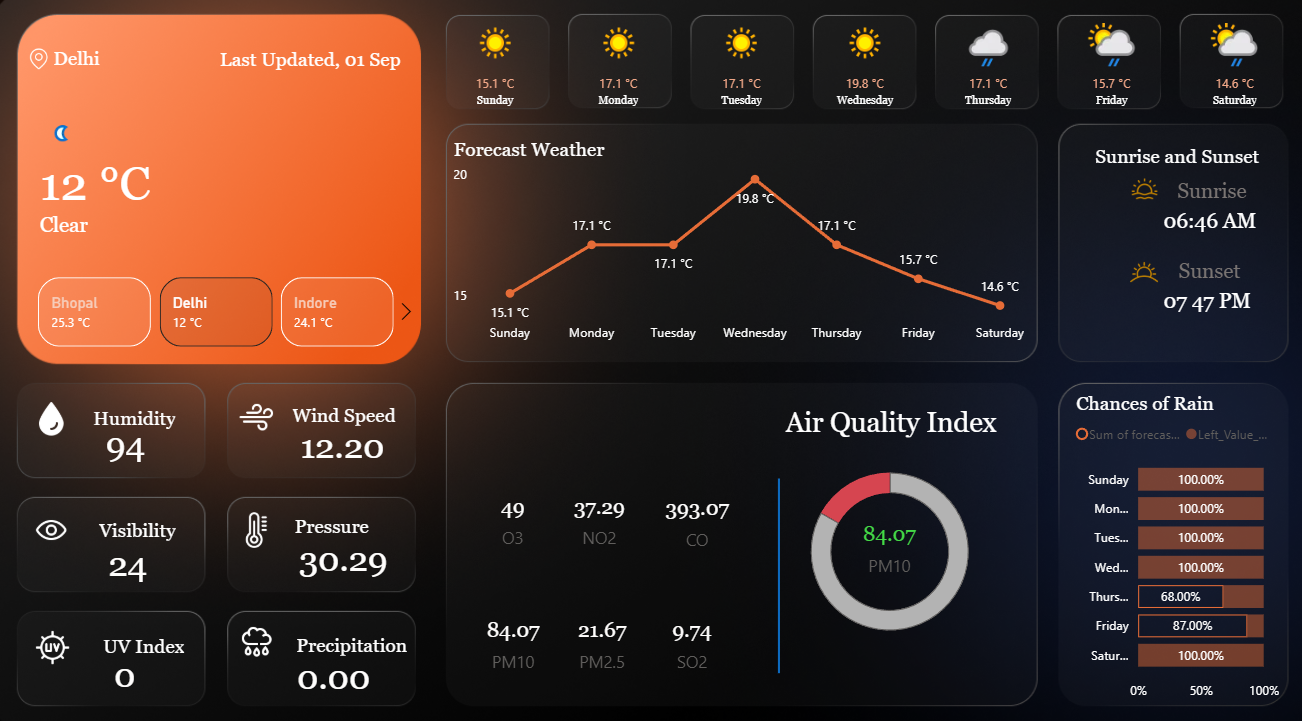 Delhi
Last Updated, 01 Sep
12 °C
Clear
Bhopal
25.3 °C
Delhi
12 °C
Indore
24.1 °C
15.1 °C
Sunday
17.1 °C
Monday
17.1 °C
Tuesday
19.8 °C
Wednesday
17.1 °C
Thursday
15.7 °C
Friday
14.6 °C
Saturday
Forecast Weather
20
15
15.1 °C
17.1 °C
17.1 °C
19.8 °C
17.1 °C
15.7 °C
14.6 °C
Sunday
Monday
Tuesday
Wednesday
Thursday
Friday
Saturday
Sunrise and Sunset
Sunrise
06:46 AM
Sunset
07 47 PM
Humidity
94
Wind Speed
12.20
Visibility
24
Pressure
30.29
UV
UV Index
0
Precipitation
0.00
Air Quality Index
49
O3
37.29
NO2
393.07
CO
84.07
PM10
21.67
PM2.5
9.74
SO2
84.07
PM10
Chances of Rain
Sum of forecas...
Left_Value_...
Sunday
100.00%
Mon...
100.00%
Tues...
100.00%
Wed...
100.00%
Thurs...
68.00%
Friday
87.00%
Satur...
100.00%
0%
50%
100%